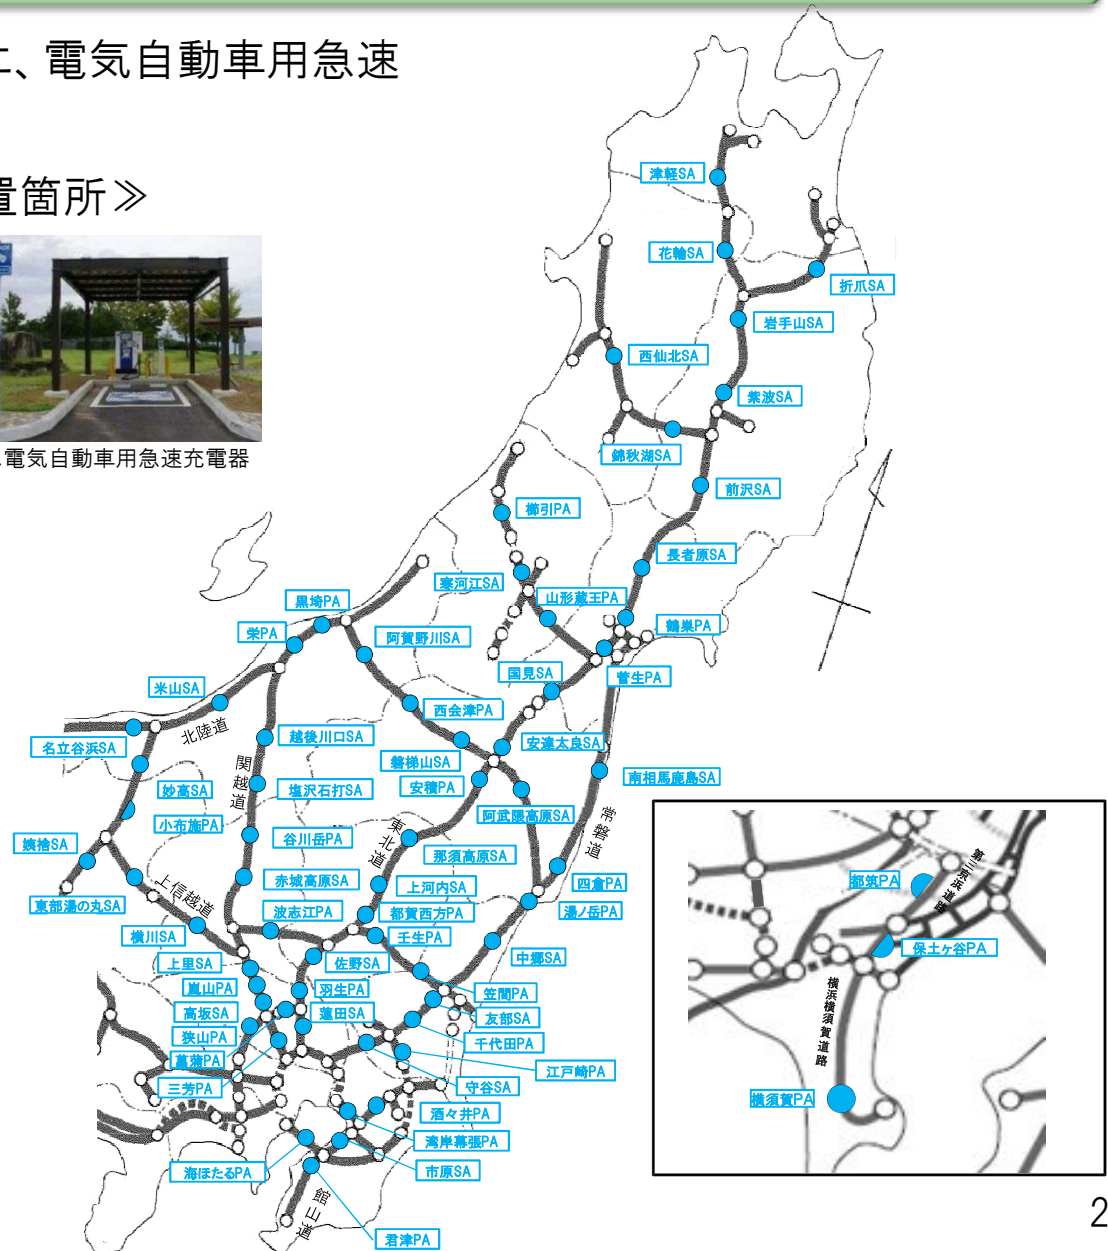 に、電気自動車用急速
置箇所≫
電気自動車用急速充電器
津軽SA
花輪SA
折爪SA
岩手山SA
西仙北SA
紫波SA
錦秋湖SA
前沢SA
櫛引PA
長者原SA
寒河江SA
山形蔵王PA
黒埼PA
鶴巣PA
栄PA
阿賀野川SA
国見SA
菅生PA
米山SA
西会津PA
北陸道
名立谷浜SA
越後川口SA
安達太良SA
磐梯山SA
南相馬鹿島SA
関越道
妙高SA
塩沢石打SA
安積PA
小布施PA
阿武隈高原SA
常磐道
姨捨SA
谷川岳PA
東北道
那須高原SA
上信越道
赤城高原SA
上河内SA
四倉PA
東部湯の丸SA
波志江PA
都賀西方PA
湯ノ岳PA
横川SA
壬生PA
中郷SA
上里SA
佐野SA
嵐山PA
羽生PA
笠間PA
高坂SA
蓮田SA
友部SA
狭山PA
千代田PA
菖蒲PA
江戸崎PA
三芳PA
守谷SA
酒々井PA
湾岸幕張PA
海ほたるPA
市原SA
館山道
君津PA
第三京浜道路
都筑PA
保土ヶ谷PA
横浜横須賀道路
横須賀PA
2